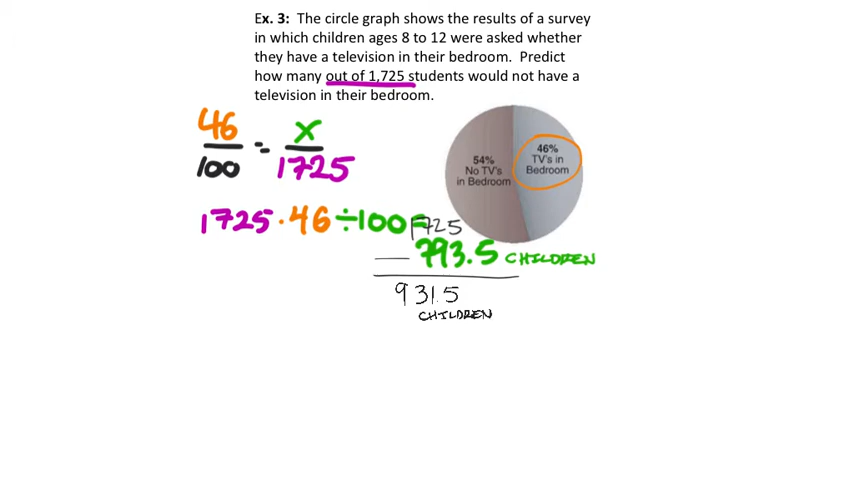 Ex. 3: The circle graph shows the results of a survey
in which children ages 8 to 12 were asked whether
they have a television in their bedroom. Predict
how many out of 1,725 students would not have a
television in their bedroom.
46/100 = x/1725
54%
No TV's
in Bedroom
46%
TV's in
Bedroom
1725 · 46 ÷ 100 =
1725
— 793.5 CHILDREN
931.5
CHILDREN